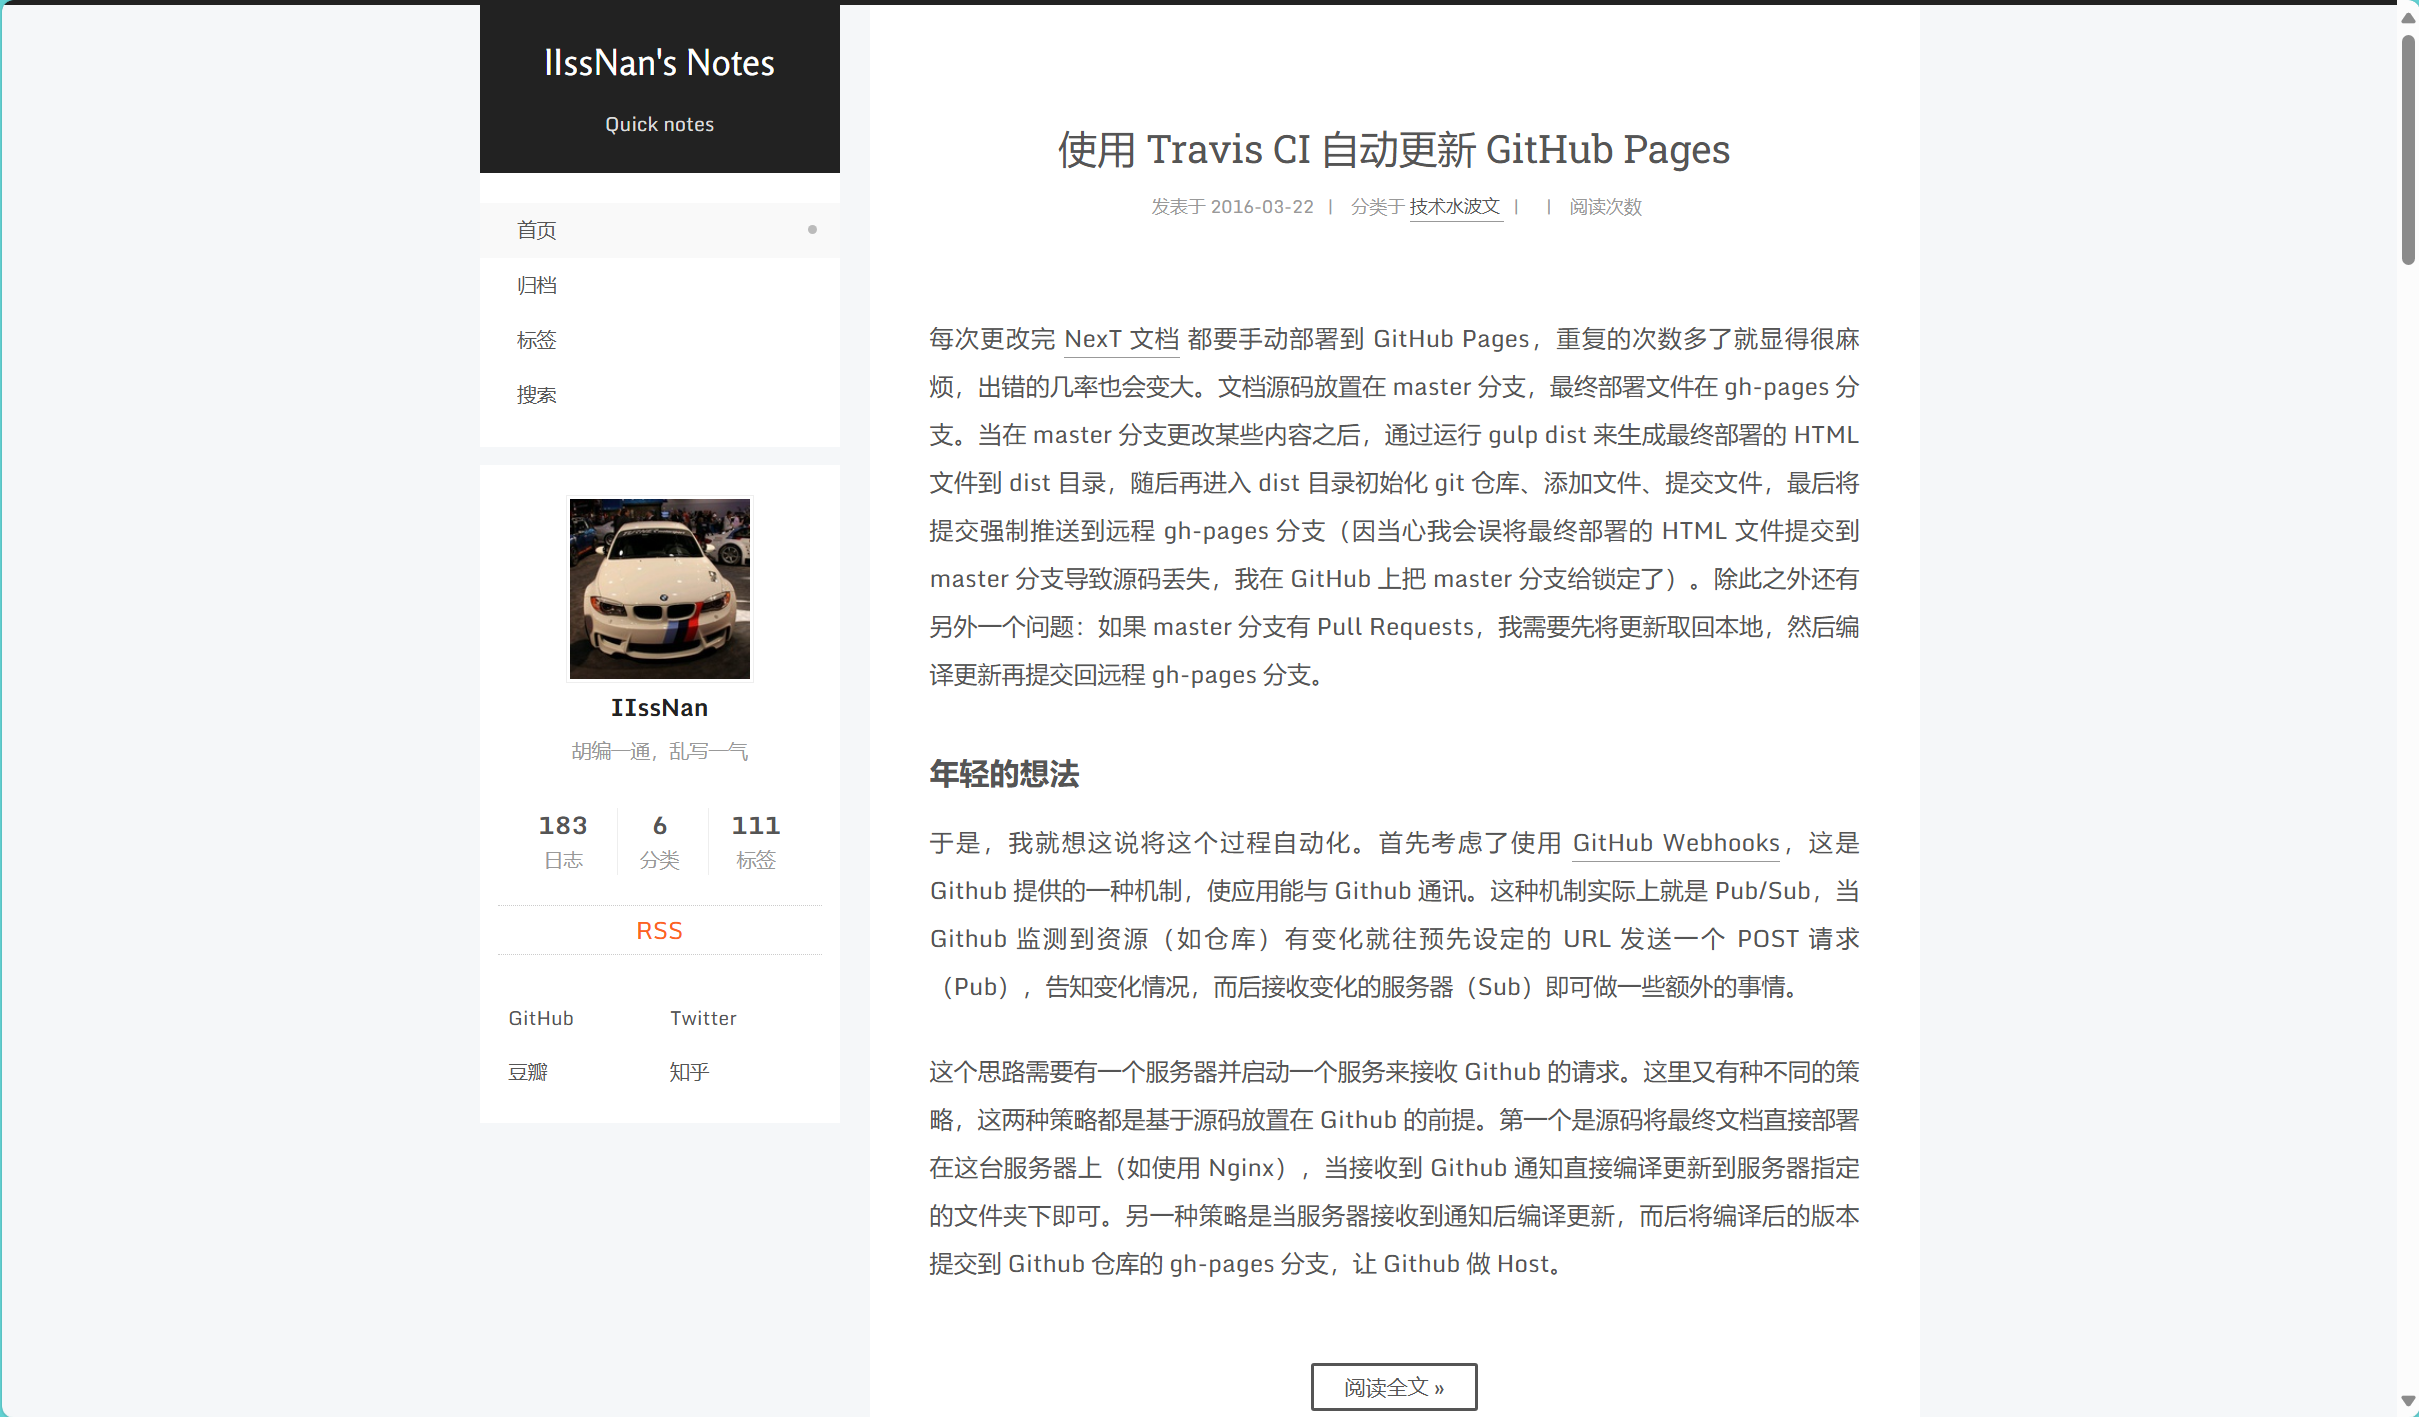 IIssNan's Notes
Quick notes
首页
归档
标签
搜索
IIssNan
胡编一通，乱写一气
183
日志
6
分类
111
标签
RSS
GitHub
Twitter
豆瓣
知乎
使用 Travis CI 自动更新 GitHub Pages
发表于 2016-03-22 | 分类于 技术水波文 | | 阅读次数
每次更改完 NexT 文档 都要手动部署到 GitHub Pages，重复的次数多了就显得很麻
烦，出错的几率也会变大。文档源码放置在 master 分支，最终部署文件在 gh-pages 分
支。当在 master 分支更改某些内容之后，通过运行 gulp dist 来生成最终部署的 HTML
文件到 dist 目录，随后再进入 dist 目录初始化 git 仓库、添加文件、提交文件，最后将
提交强制推送到远程 gh-pages 分支（因当心我会误将最终部署的 HTML 文件提交到
master 分支导致源码丢失，我在 GitHub 上把 master 分支给锁定了）。除此之外还有
另外一个问题：如果 master 分支有 Pull Requests，我需要先将更新取回本地，然后编
译更新再提交回远程 gh-pages 分支。
年轻的想法
于是，我就想这说将这个过程自动化。首先考虑了使用 GitHub Webhooks，这是
Github 提供的一种机制，使应用能与 Github 通讯。这种机制实际上就是 Pub/Sub，当
Github 监测到资源（如仓库）有变化就往预先设定的 URL 发送一个 POST 请求
（Pub），告知变化情况，而后接收变化的服务器（Sub）即可做一些额外的事情。
这个思路需要有一个服务器并启动一个服务来接收 Github 的请求。这里又有种不同的策
略，这两种策略都是基于源码放置在 Github 的前提。第一个是源码将最终文档直接部署
在这台服务器上（如使用 Nginx），当接收到 Github 通知直接编译更新到服务器指定
的文件夹下即可。另一种策略是当服务器接收到通知后编译更新，而后将编译后的版本
提交到 Github 仓库的 gh-pages 分支，让 Github 做 Host。
阅读全文 »